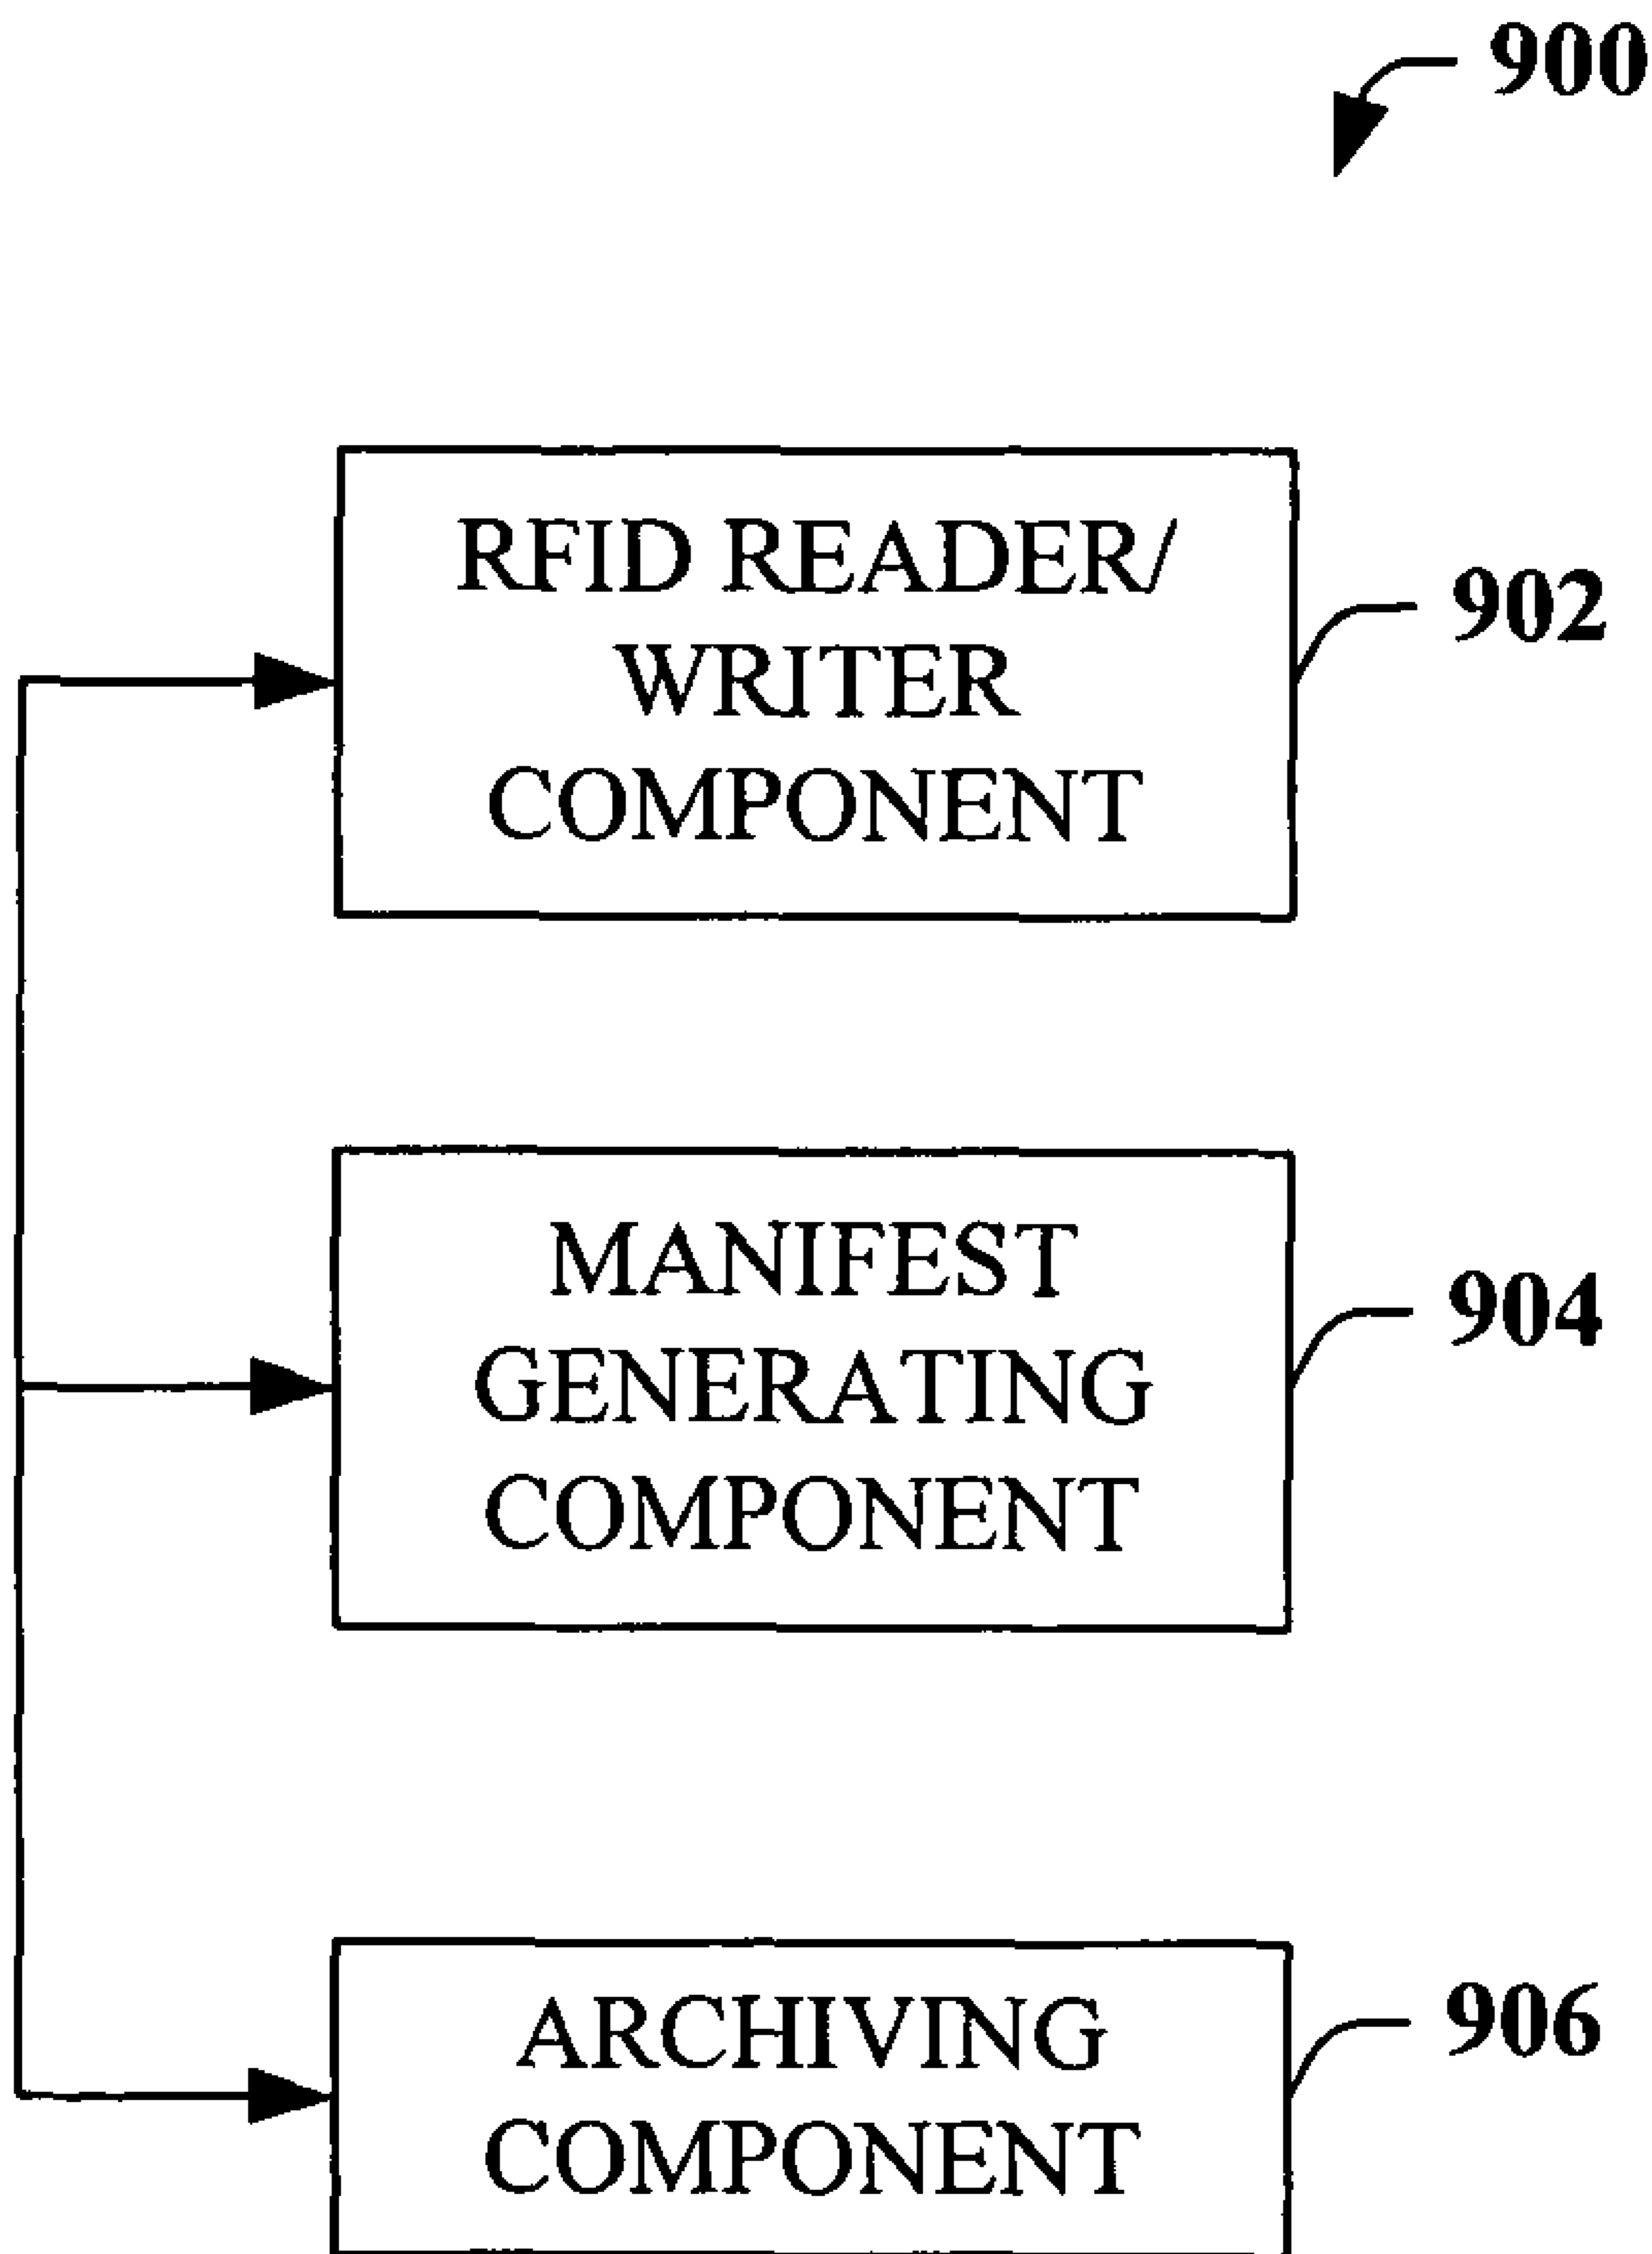 900
RFID READER/
WRITER
COMPONENT
902
MANIFEST
GENERATING
COMPONENT
904
ARCHIVING
COMPONENT
906